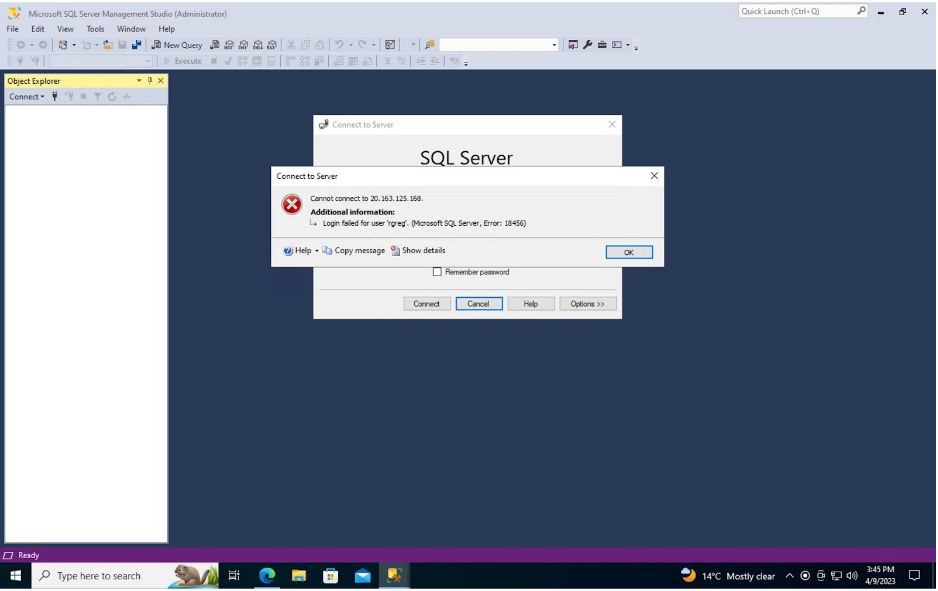 Microsoft SQL Server Management Studio (Administrator)
Quick Launch (Ctrl+Q)
File Edit View Tools Window Help
New Query
Execute
Object Explorer
Connect
Connect to Server
SQL Server
Connect to Server
Cannot connect to 20.163.125.168.
Additional information:
Login failed for user 'rgreg'. (Microsoft SQL Server, Error: 18456)
Help Copy message Show details OK
Remember password
Connect Cancel Help Options >>
Ready
Type here to search
14°C Mostly clear
3:45 PM
4/9/2023